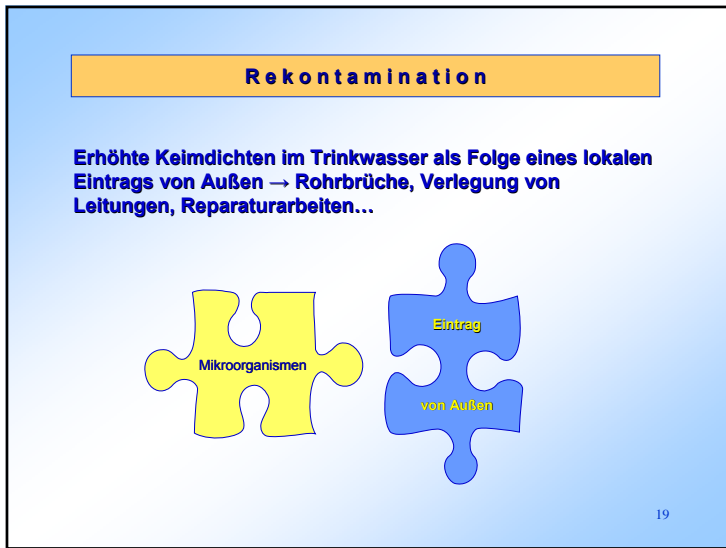 Rekontamination
Erhöhte Keimdichten im Trinkwasser als Folge eines lokalen
Eintrags von Außen → Rohrbrüche, Verlegung von
Leitungen, Reparaturarbeiten…
Mikroorganismen
Eintrag
von Außen
19